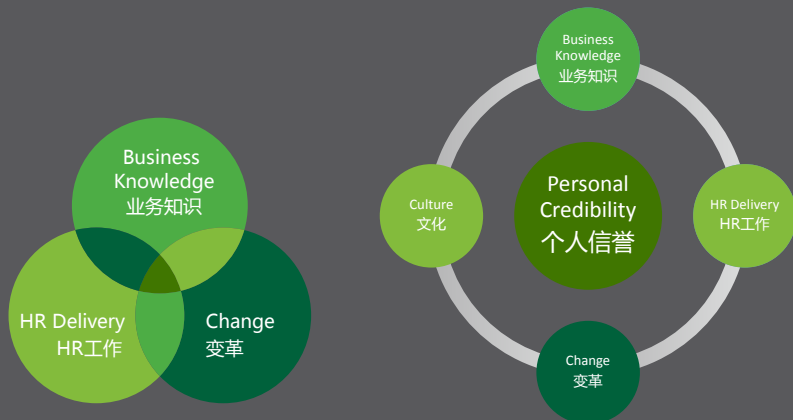 Business
Knowledge
业务知识
HR Delivery
HR工作
Change
变革
Business
Knowledge
业务知识
Culture
文化
Personal
Credibility
个人信誉
HR Delivery
HR工作
Change
变革